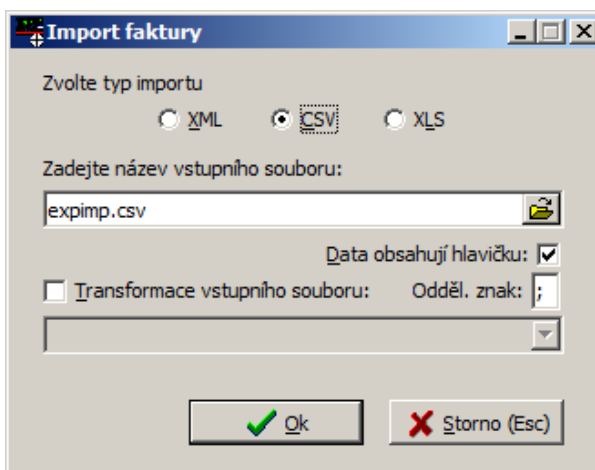 Import faktury
Zvolte typ importu
XML CSV XLS
Zadejte název vstupního souboru:
expimp.csv
Data obsahují hlavičku:
Transformace vstupního souboru: Odděl. znak: ;
Ok Storno (Esc)